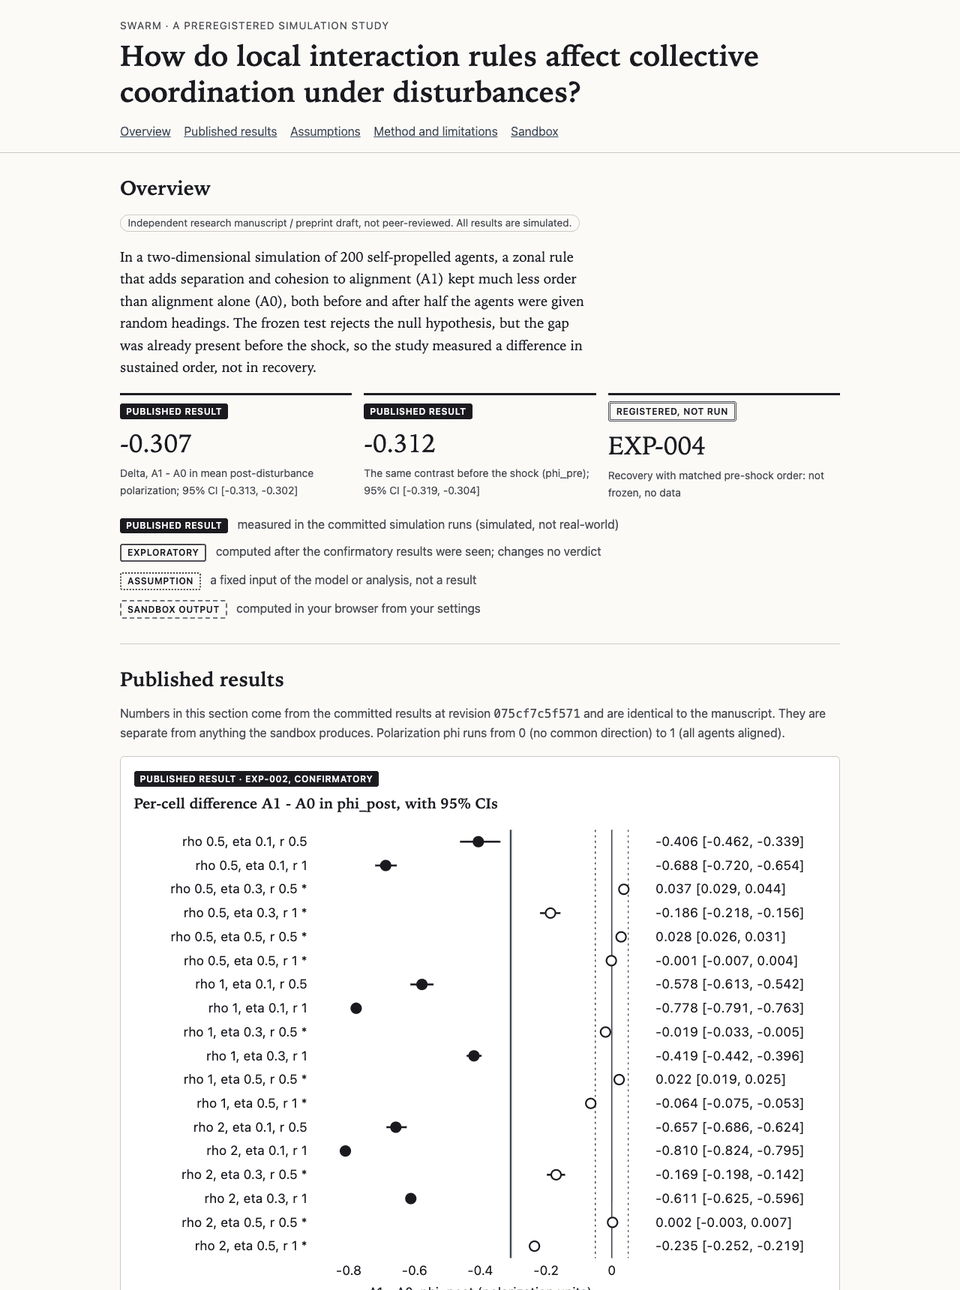 SWARM · A PREREGISTERED SIMULATION STUDY
How do local interaction rules affect collective
coordination under disturbances?
Overview Published results Assumptions Method and limitations Sandbox
Overview
Independent research manuscript / preprint draft, not peer-reviewed. All results are simulated.
In a two-dimensional simulation of 200 self-propelled agents, a zonal rule
that adds separation and cohesion to alignment (A1) kept much less order
than alignment alone (A0), both before and after half the agents were given
random headings. The frozen test rejects the null hypothesis, but the gap
was already present before the shock, so the study measured a difference in
sustained order, not in recovery.
PUBLISHED RESULT
-0.307
Delta, A1 - A0 in mean post-disturbance
polarization; 95% CI [-0.313, -0.302]
PUBLISHED RESULT
-0.312
The same contrast before the shock (phi_pre);
95% CI [-0.319, -0.304]
REGISTERED, NOT RUN
EXP-004
Recovery with matched pre-shock order: not
frozen, no data
PUBLISHED RESULT measured in the committed simulation runs (simulated, not real-world)
EXPLORATORY computed after the confirmatory results were seen; changes no verdict
ASSUMPTION a fixed input of the model or analysis, not a result
SANDBOX OUTPUT computed in your browser from your settings
Published results
Numbers in this section come from the committed results at revision 075cf7c5f571 and are identical to the manuscript. They are
separate from anything the sandbox produces. Polarization phi runs from 0 (no common direction) to 1 (all agents aligned).
PUBLISHED RESULT · EXP-002, CONFIRMATORY
Per-cell difference A1 - A0 in phi_post, with 95% CIs
rho 0.5, eta 0.1, r 0.5 -0.406 [-0.462, -0.339]
rho 0.5, eta 0.1, r 1 -0.688 [-0.720, -0.654]
rho 0.5, eta 0.3, r 0.5 * 0.037 [0.029, 0.044]
rho 0.5, eta 0.3, r 1 * -0.186 [-0.218, -0.156]
rho 0.5, eta 0.5, r 0.5 * 0.028 [0.026, 0.031]
rho 0.5, eta 0.5, r 1 * -0.001 [-0.007, 0.004]
rho 1, eta 0.1, r 0.5 -0.578 [-0.613, -0.542]
rho 1, eta 0.1, r 1 -0.778 [-0.791, -0.763]
rho 1, eta 0.3, r 0.5 * -0.019 [-0.033, -0.005]
rho 1, eta 0.3, r 1 -0.419 [-0.442, -0.396]
rho 1, eta 0.5, r 0.5 * 0.022 [0.019, 0.025]
rho 1, eta 0.5, r 1 * -0.064 [-0.075, -0.053]
rho 2, eta 0.1, r 0.5 -0.657 [-0.686, -0.624]
rho 2, eta 0.1, r 1 -0.810 [-0.824, -0.795]
rho 2, eta 0.3, r 0.5 * -0.169 [-0.198, -0.142]
rho 2, eta 0.3, r 1 -0.611 [-0.625, -0.596]
rho 2, eta 0.5, r 0.5 * 0.002 [-0.003, 0.007]
rho 2, eta 0.5, r 1 * -0.235 [-0.252, -0.219]
-0.8 -0.6 -0.4 -0.2 0